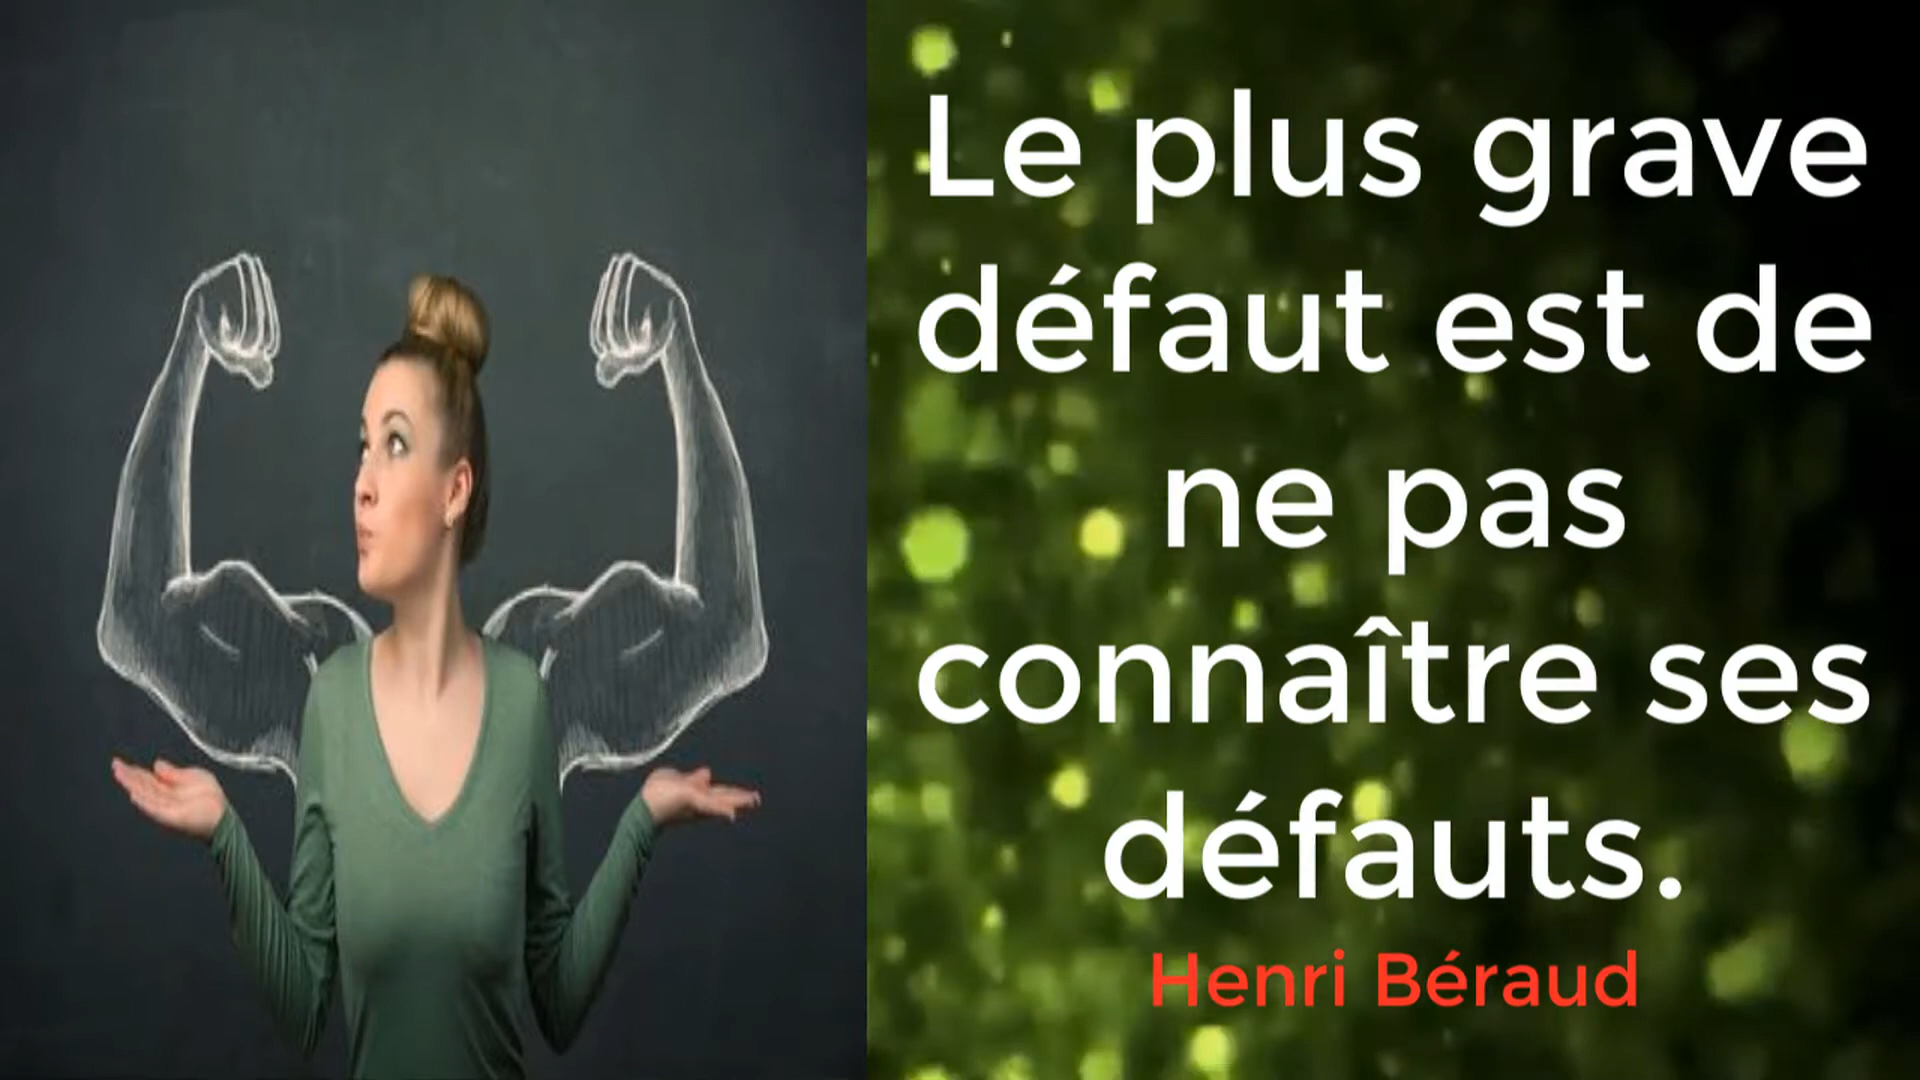 Le plus grave
défaut est de
ne pas
connaître ses
défauts.
Henri Béraud